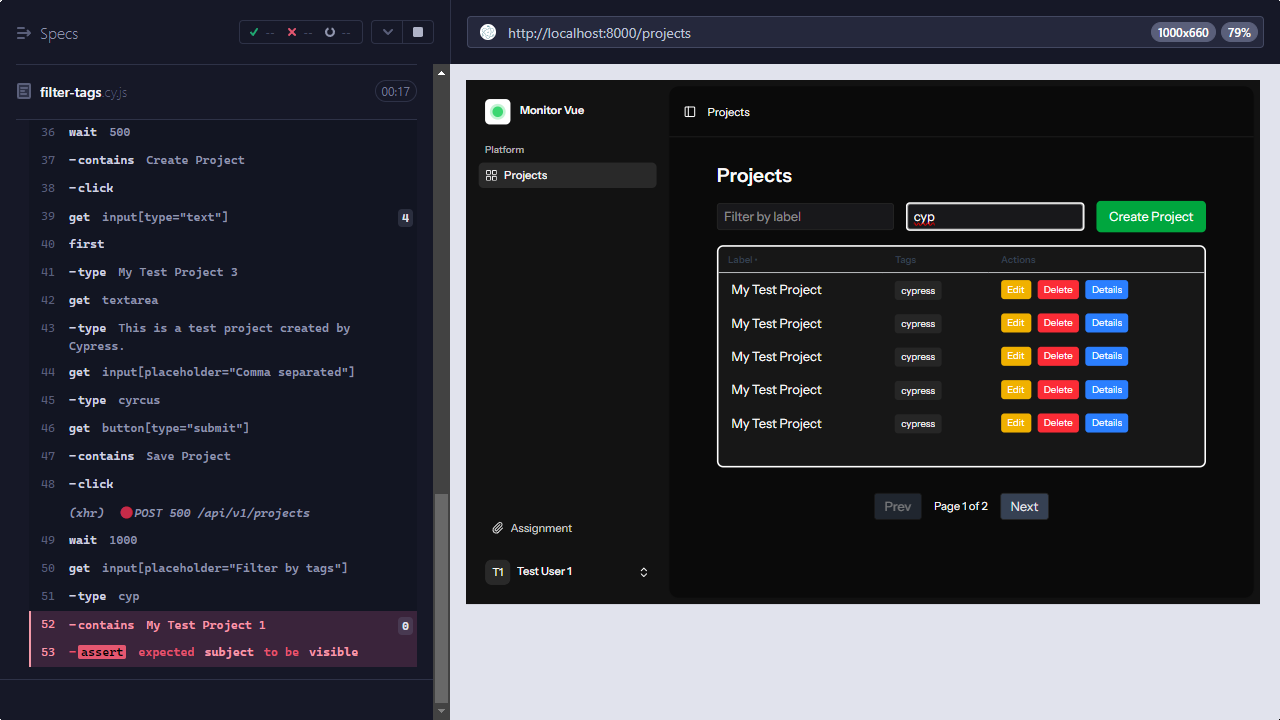 Specs
-- -- --
http://localhost:8000/projects
1000x660
79%
filter-tags.cy.js
00:17
36 wait 500
37 -contains Create Project
38 -click
39 get input[type="text"] 4
40 first
41 -type My Test Project 3
42 get textarea
43 -type This is a test project created by
Cypress.
44 get input[placeholder="Comma separated"]
45 -type cyrcus
46 get button[type="submit"]
47 -contains Save Project
48 -click
(xhr) POST 500 /api/v1/projects
49 wait 1000
50 get input[placeholder="Filter by tags"]
51 -type cyp
52 -contains My Test Project 1 0
53 -assert expected subject to be visible
Monitor Vue
Platform
Projects
Assignment
T1 Test User 1
Projects
Projects
Filter by label cyp Create Project
Label Tags Actions
My Test Project cypress Edit Delete Details
My Test Project cypress Edit Delete Details
My Test Project cypress Edit Delete Details
My Test Project cypress Edit Delete Details
My Test Project cypress Edit Delete Details
Prev Page 1 of 2 Next